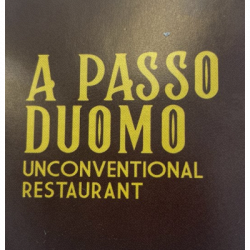 A PASSO
DUOMO
UNCONVENTIONAL
RESTAURANT